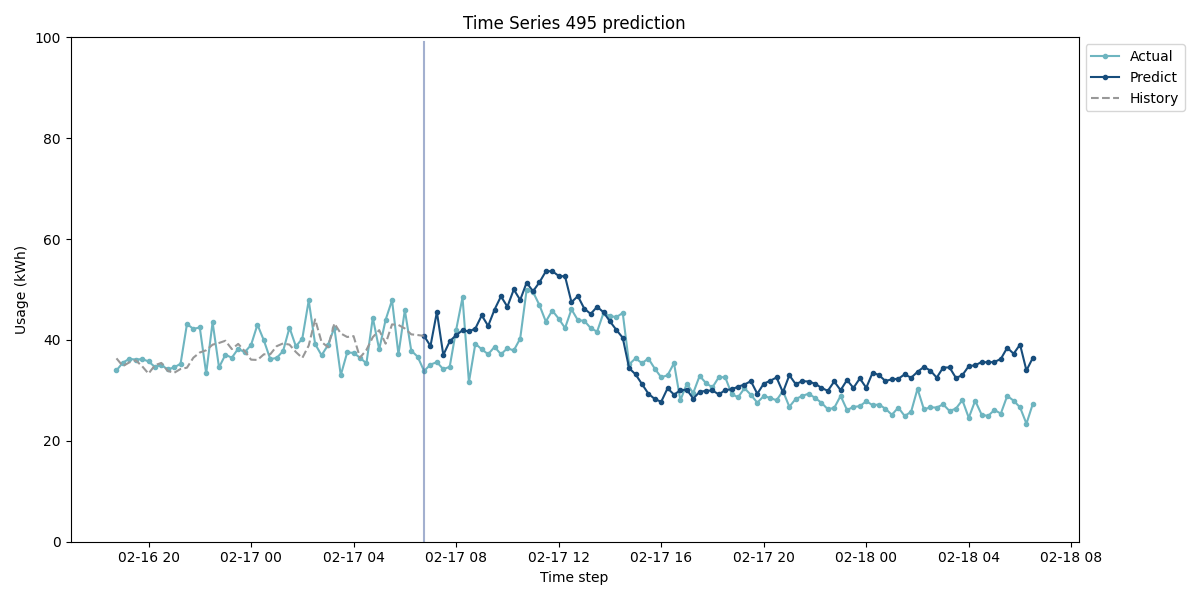 Time Series 495 prediction
100
80
60
40
20
0
Usage (kWh)
02-16 20
02-17 00
02-17 04
02-17 08
02-17 12
02-17 16
02-17 20
02-18 00
02-18 04
02-18 08
Time step
Actual
Predict
History